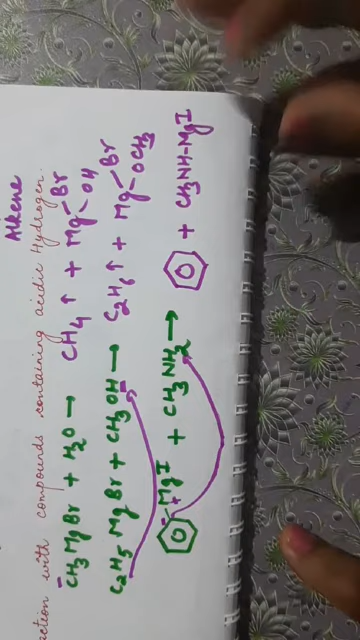 Alkene
ection with compounds containing acidic Hydrogen.
CH₃MgBr + H₂O → CH₄↑ + Mg Br OH
C₂H₅MgBr + CH₃OH → C₂H₆↑ + Mg Br OCH₃
MgI + CH₃NH₂ → + CH₃NH-MgI